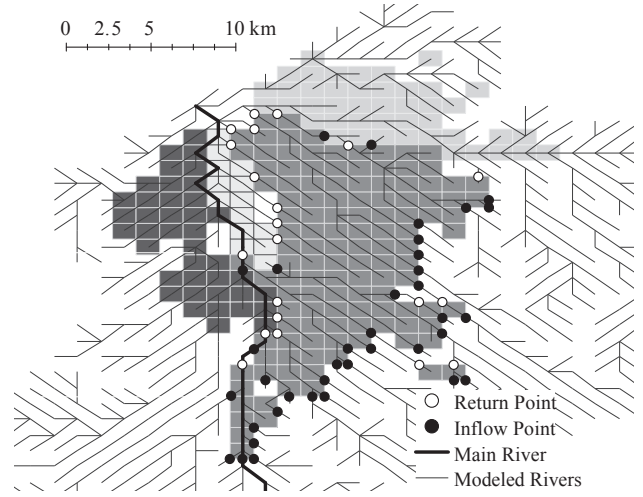 0 2.5 5 10 km
Return Point
Inflow Point
Main River
Modeled Rivers